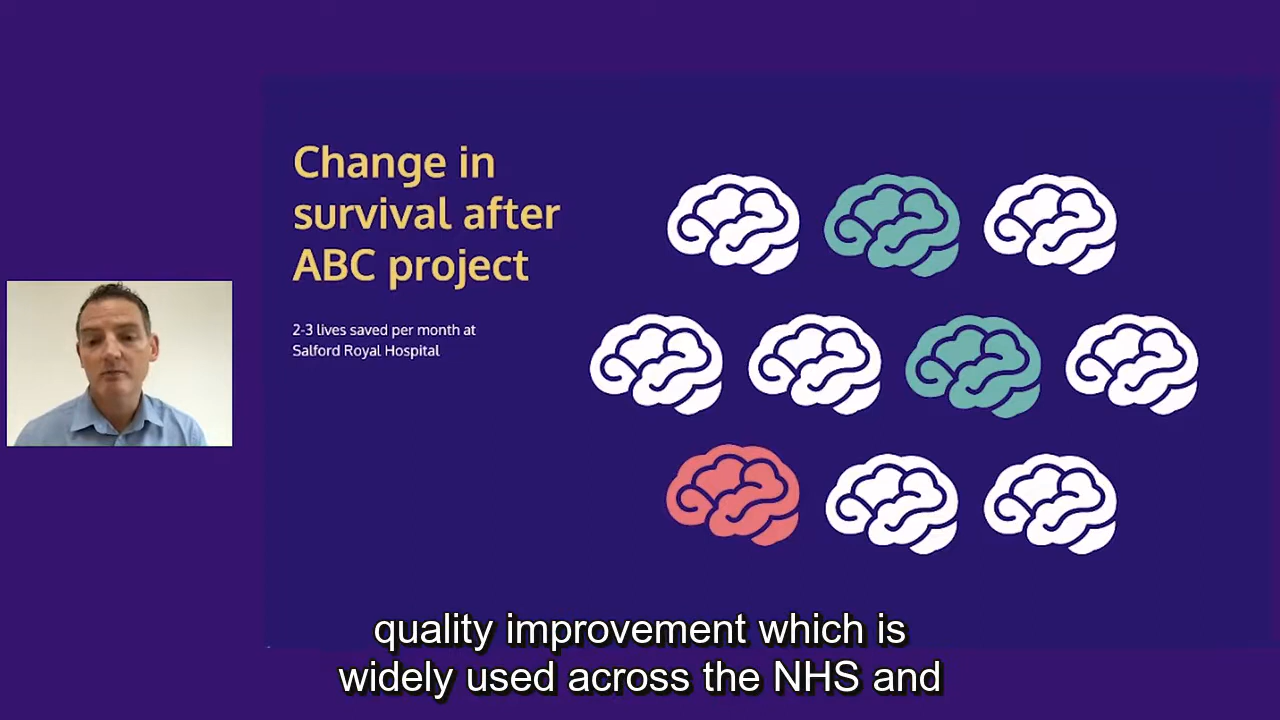 Change in
survival after
ABC project
2-3 lives saved per month at
Salford Royal Hospital
quality improvement which is
widely used across the NHS and